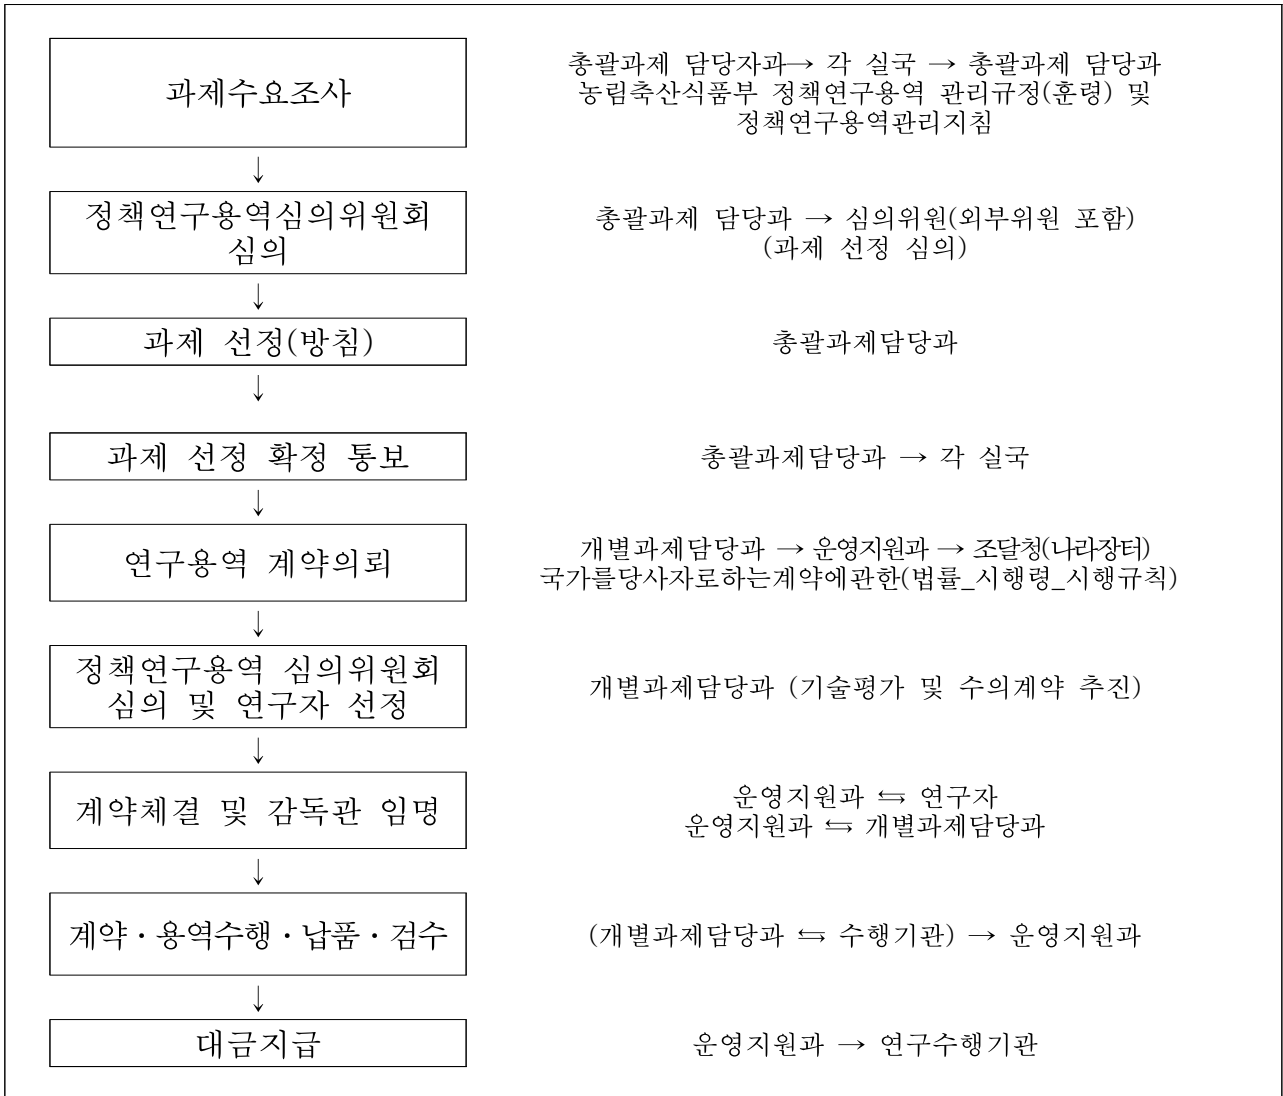 과제수요조사
총괄과제 담당자과→ 각 실국 → 총괄과제 담당과
농림축산식품부 정책연구용역 관리규정(훈령) 및
정책연구용역관리지침
↓
정책연구용역심의위원회
심의
총괄과제 담당과 → 심의위원(외부위원 포함)
(과제 선정 심의)
↓
과제 선정(방침)
총괄과제담당과
↓
과제 선정 확정 통보
총괄과제담당과 → 각 실국
↓
연구용역 계약의뢰
개별과제담당과 → 운영지원과 → 조달청(나라장터)
국가를당사자로하는계약에관한(법률_시행령_시행규칙)
↓
정책연구용역 심의위원회
심의 및 연구자 선정
개별과제담당과 (기술평가 및 수의계약 추진)
↓
계약체결 및 감독관 임명
운영지원과 ⇆ 연구자
운영지원과 ⇆ 개별과제담당과
↓
계약・용역수행・납품・검수
(개별과제담당과 ⇆ 수행기관) → 운영지원과
↓
대금지급
운영지원과 → 연구수행기관